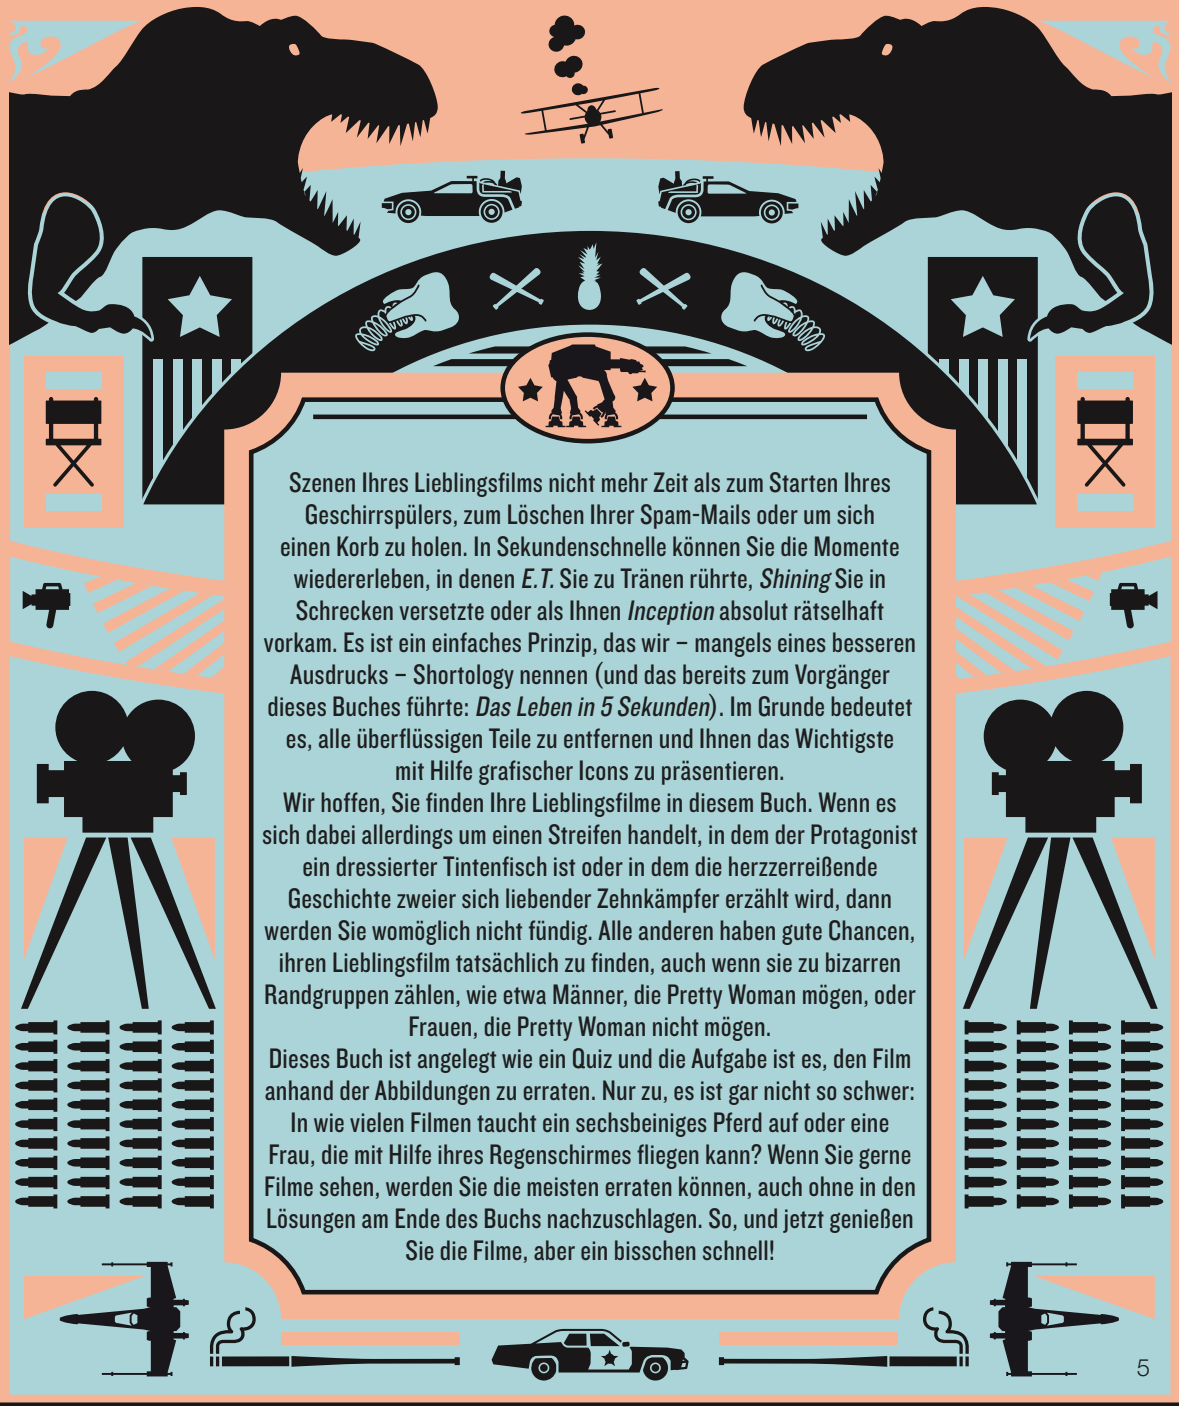 Szenen Ihres Lieblingsfilms nicht mehr Zeit als zum Starten Ihres
Geschirrspülers, zum Löschen Ihrer Spam-Mails oder um sich
einen Korb zu holen. In Sekundenschnelle können Sie die Momente
wiedererleben, in denen E.T. Sie zu Tränen rührte, Shining Sie in
Schrecken versetzte oder als Ihnen Inception absolut rätselhaft
vorkam. Es ist ein einfaches Prinzip, das wir – mangels eines besseren
Ausdrucks – Shortology nennen (und das bereits zum Vorgänger
dieses Buches führte: Das Leben in 5 Sekunden). Im Grunde bedeutet
es, alle überflüssigen Teile zu entfernen und Ihnen das Wichtigste
mit Hilfe grafischer Icons zu präsentieren.
Wir hoffen, Sie finden Ihre Lieblingsfilme in diesem Buch. Wenn es
sich dabei allerdings um einen Streifen handelt, in dem der Protagonist
ein dressierter Tintenfisch ist oder in dem die herzzerreißende
Geschichte zweier sich liebender Zehnkämpfer erzählt wird, dann
werden Sie womöglich nicht fündig. Alle anderen haben gute Chancen,
ihren Lieblingsfilm tatsächlich zu finden, auch wenn sie zu bizarren
Randgruppen zählen, wie etwa Männer, die Pretty Woman mögen, oder
Frauen, die Pretty Woman nicht mögen.
Dieses Buch ist angelegt wie ein Quiz und die Aufgabe ist es, den Film
anhand der Abbildungen zu erraten. Nur zu, es ist gar nicht so schwer:
In wie vielen Filmen taucht ein sechsbeiniges Pferd auf oder eine
Frau, die mit Hilfe ihres Regenschirmes fliegen kann? Wenn Sie gerne
Filme sehen, werden Sie die meisten erraten können, auch ohne in den
Lösungen am Ende des Buchs nachzuschlagen. So, und jetzt genießen
Sie die Filme, aber ein bisschen schnell!
5